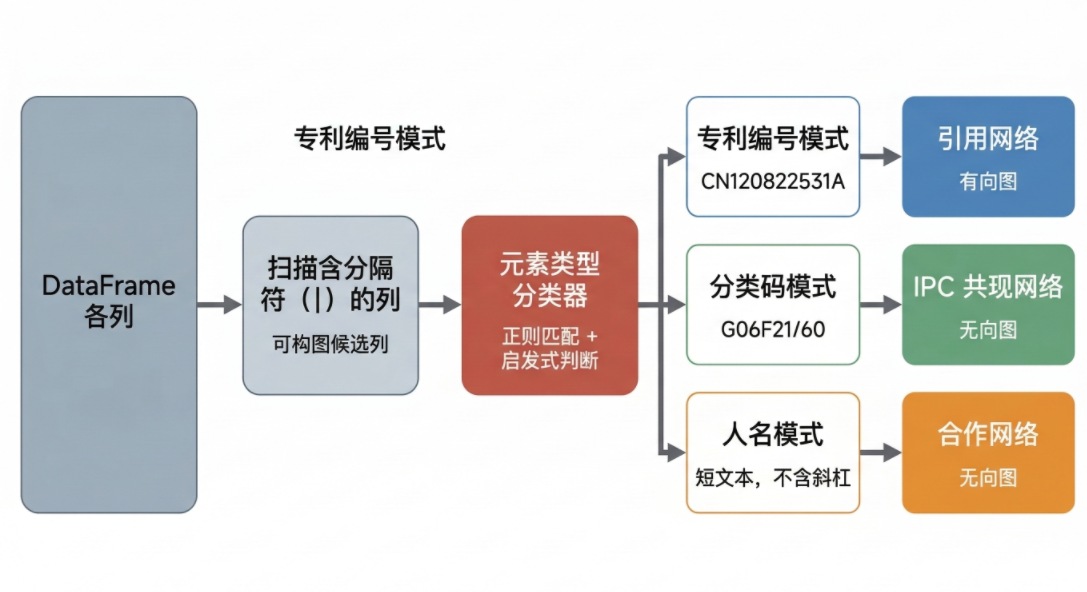 DataFrame
各列
专利编号模式
扫描含分隔
符（|）的列
可构图候选列
元素类型
分类器
正则匹配 +
启发式判断
专利编号模式
CN120822531A
引用网络
有向图
分类码模式
G06F21/60
IPC 共现网络
无向图
人名模式
短文本，不含斜杠
合作网络
无向图